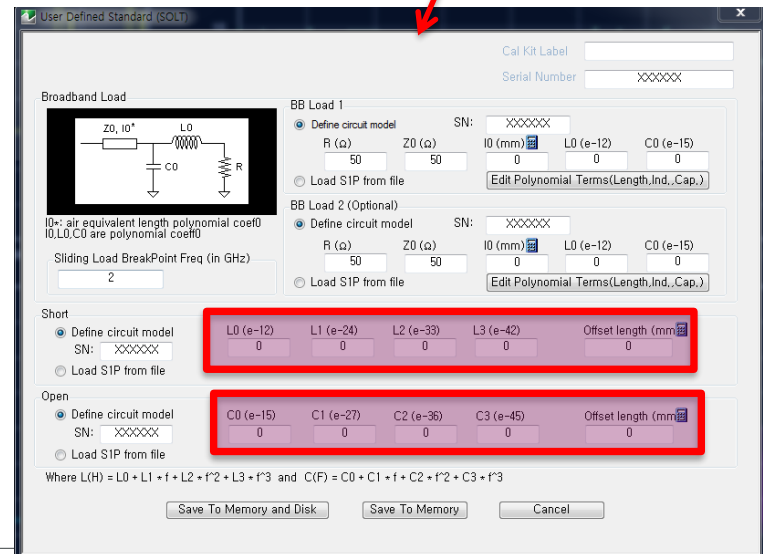 User Defined Standard (SOLT)
x
Cal Kit Label
Serial Number XXXXXX
Broadband Load
Z0, l0* L0
C0 R
l0*: air equivalent length polynomial coef0
l0,L0,C0 are polynomial coeff0
Sliding Load BreakPoint Freq (in GHz)
2
BB Load 1
Define circuit model SN: XXXXXX
R (Ω) Z0 (Ω) l0 (mm) L0 (e-12) C0 (e-15)
50 50 0 0 0
Load S1P from file Edit Polynomial Terms(Length,Ind,,Cap,)
BB Load 2 (Optional)
Define circuit model SN: XXXXXX
R (Ω) Z0 (Ω) l0 (mm) L0 (e-12) C0 (e-15)
50 50 0 0 0
Load S1P from file Edit Polynomial Terms(Length,Ind,,Cap,)
Short
Define circuit model L0 (e-12) L1 (e-24) L2 (e-33) L3 (e-42) Offset length (mm
SN: XXXXXX 0 0 0 0 0
Load S1P from file
Open
Define circuit model C0 (e-15) C1 (e-27) C2 (e-36) C3 (e-45) Offset length (mm
SN: XXXXXX 0 0 0 0 0
Load S1P from file
Where L(H) = L0 + L1 * f + L2 * f^2 + L3 * f^3 and C(F) = C0 + C1 * f + C2 * f^2 + C3 * f^3
Save To Memory and Disk Save To Memory Cancel